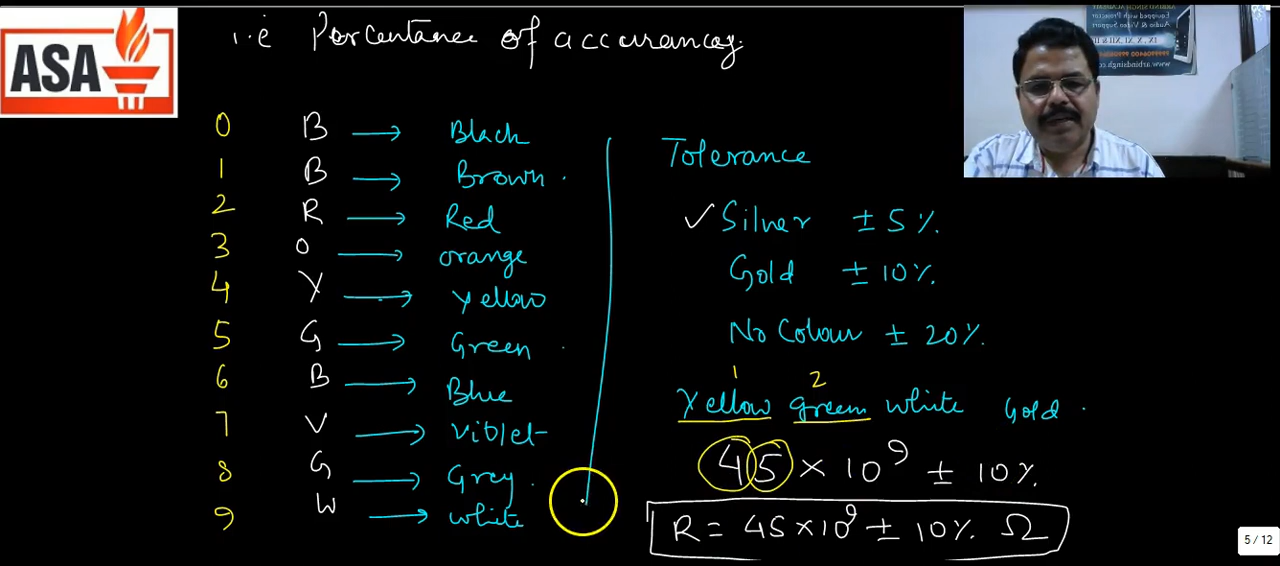 i.e Porcentance of accurancy.
ASA
0 B → Black
1 B → Brown.
2 R → Red
3 O → orange
4 Y → Yellow
5 G → Green
6 B → Blue
7 V → Violet
8 G → Grey.
9 W → white
Tolerance
✓ Silver ± 5%.
Gold ± 10%.
No Colour ± 20%.
1 2
Yellow green white Gold.
45 × 10⁹ ± 10%.
R = 45×10⁹ ± 10%. Ω
5 / 12